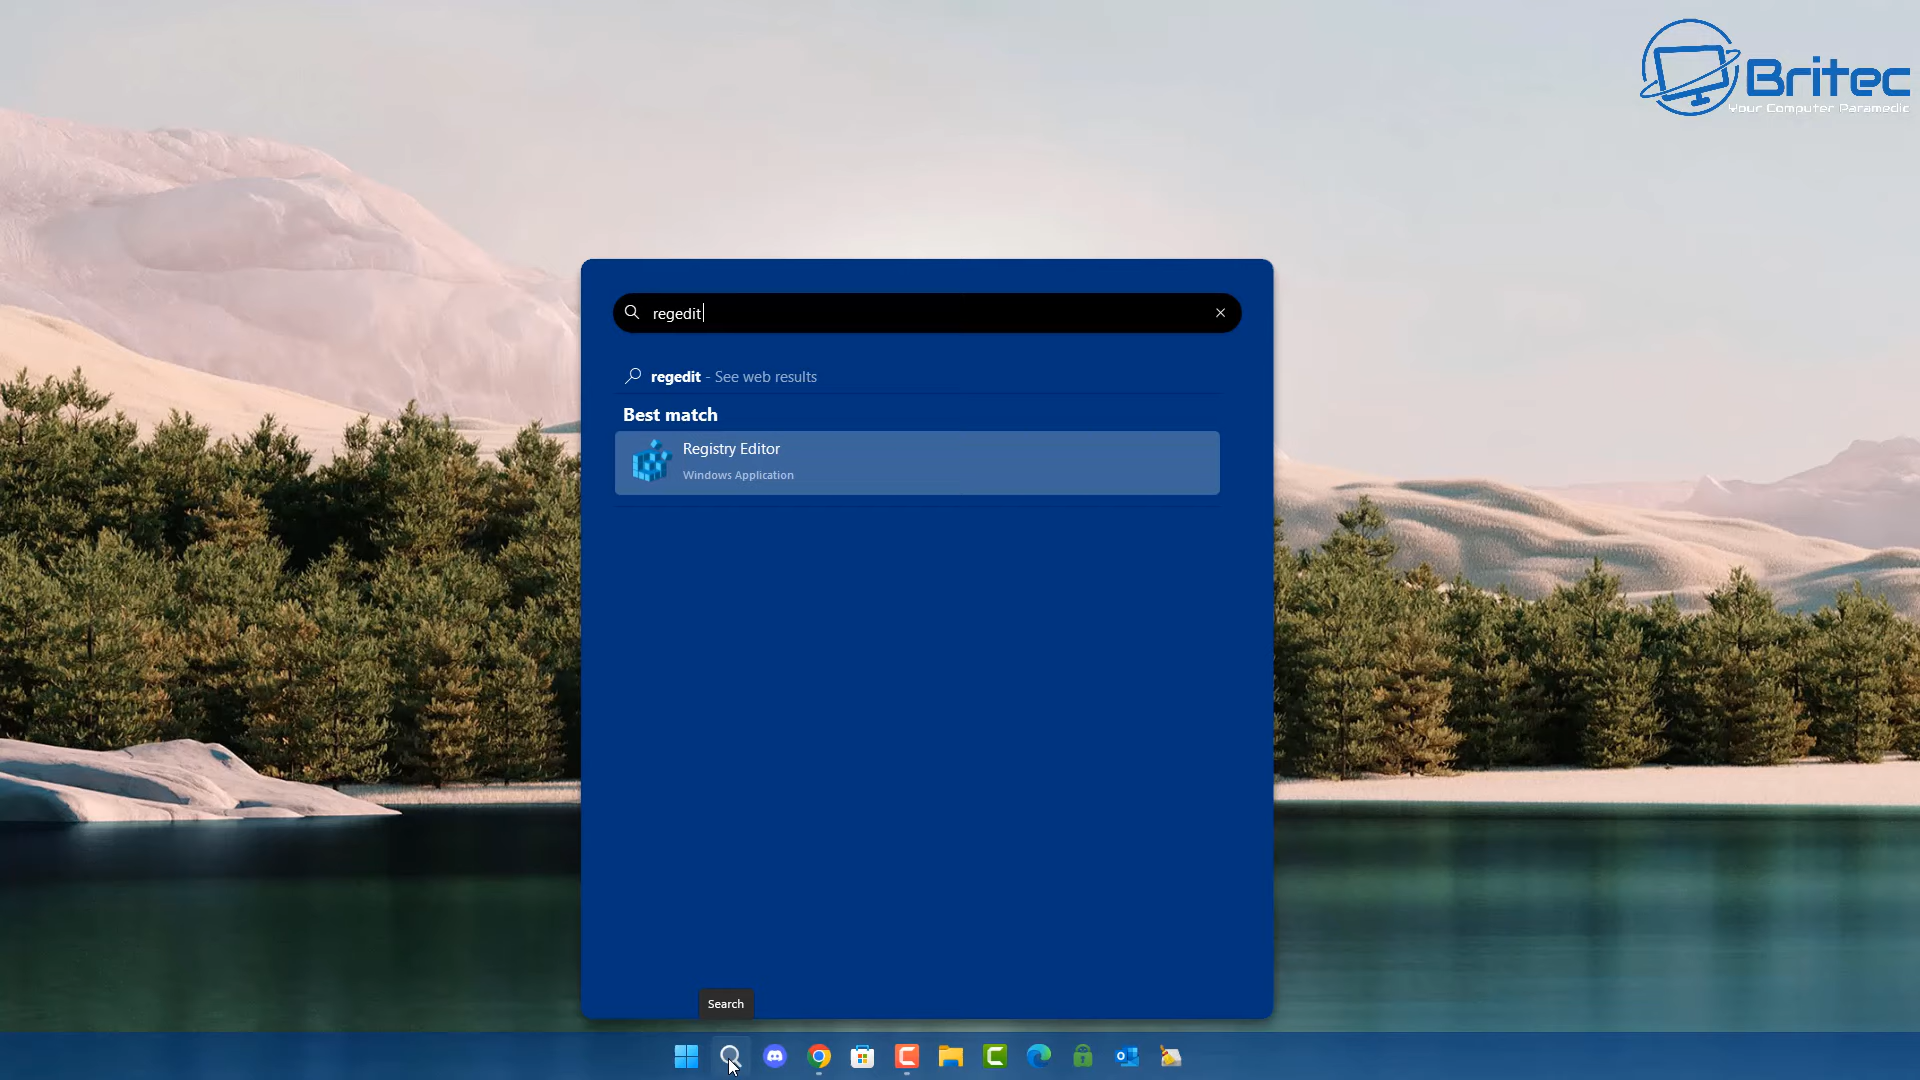 Britec
Your Computer Paramedic
regedit
regedit - See web results
Best match
Registry Editor
Windows Application
Search